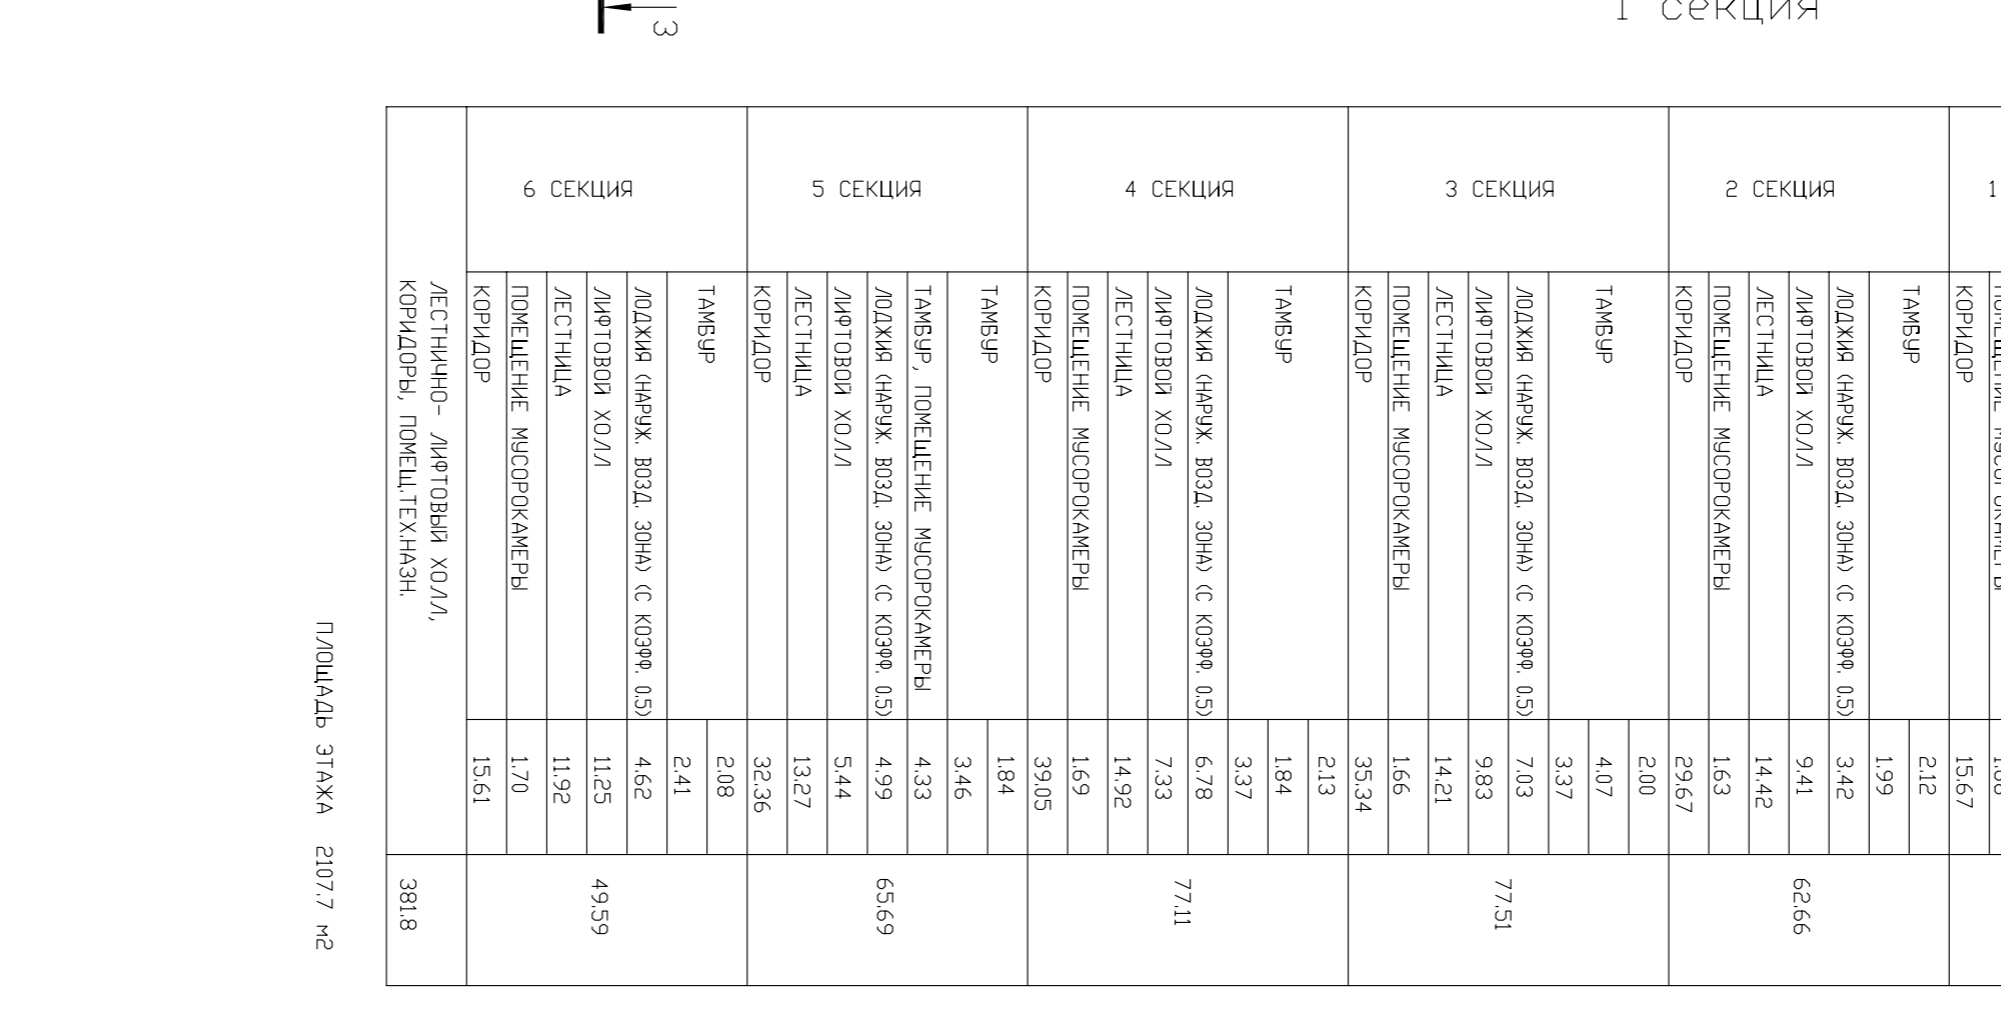 1 секция
3
1
ПОМЕЩЕНИЕ МУСОРОКАМЕРЫ
КОРИДОР 15.67
2 СЕКЦИЯ
ТАМБУР 2.12
1.99
ЛОДЖИЯ (НАРУЖ. ВОЗД. ЗОНА) (С КОЭФФ. 0.5) 3.42
ЛИФТОВОЙ ХОЛЛ 9.41
ЛЕСТНИЦА 14.42
ПОМЕЩЕНИЕ МУСОРОКАМЕРЫ 1.63
КОРИДОР 29.67
62.66
3 СЕКЦИЯ
ТАМБУР 2.00
4.07
3.37
ЛОДЖИЯ (НАРУЖ. ВОЗД. ЗОНА) (С КОЭФФ. 0.5) 7.03
ЛИФТОВОЙ ХОЛЛ 9.83
ЛЕСТНИЦА 14.21
ПОМЕЩЕНИЕ МУСОРОКАМЕРЫ 1.66
КОРИДОР 35.34
77.51
4 СЕКЦИЯ
ТАМБУР 2.13
1.84
3.37
ЛОДЖИЯ (НАРУЖ. ВОЗД. ЗОНА) (С КОЭФФ. 0.5) 6.78
ЛИФТОВОЙ ХОЛЛ 7.33
ЛЕСТНИЦА 14.92
ПОМЕЩЕНИЕ МУСОРОКАМЕРЫ 1.69
КОРИДОР 39.05
77.11
5 СЕКЦИЯ
ТАМБУР 1.84
3.46
ТАМБУР, ПОМЕЩЕНИЕ МУСОРОКАМЕРЫ 4.33
ЛОДЖИЯ (НАРУЖ. ВОЗД. ЗОНА) (С КОЭФФ. 0.5) 4.99
ЛИФТОВОЙ ХОЛЛ 5.44
ЛЕСТНИЦА 13.27
КОРИДОР 32.36
65.69
6 СЕКЦИЯ
ТАМБУР 2.08
2.41
ЛОДЖИЯ (НАРУЖ. ВОЗД. ЗОНА) (С КОЭФФ. 0.5) 4.62
ЛИФТОВОЙ ХОЛЛ 11.25
ЛЕСТНИЦА 11.92
ПОМЕЩЕНИЕ МУСОРОКАМЕРЫ 1.70
КОРИДОР 15.61
49.59
ЛЕСТНИЧНО- ЛИФТОВЫЙ ХОЛЛ,
КОРИДОРЫ, ПОМЕЩ.ТЕХ.НАЗН. 381.8
ПЛОЩАДЬ ЭТАЖА 2107.7 м2